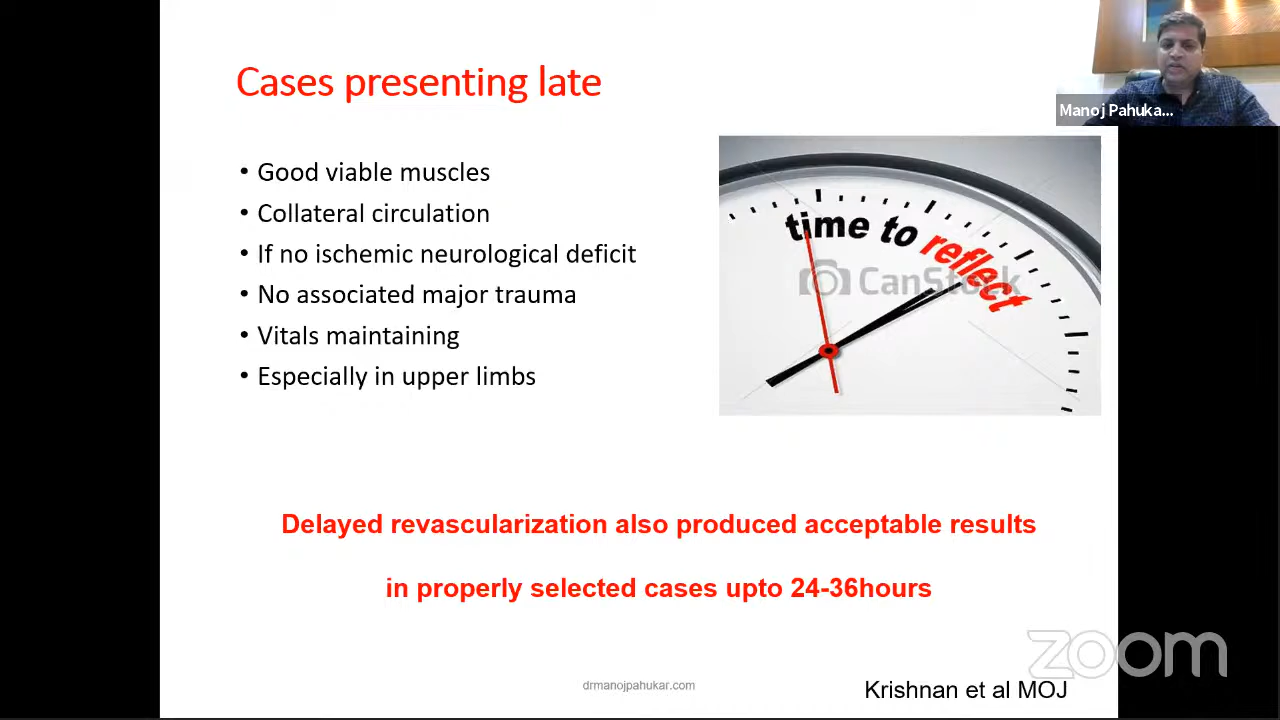 Cases presenting late
Manoj Pahuka...
• Good viable muscles
• Collateral circulation
• If no ischemic neurological deficit
• No associated major trauma
• Vitals maintaining
• Especially in upper limbs
time to reflect
CanStock
Delayed revascularization also produced acceptable results
in properly selected cases upto 24-36hours
zoom
drmanojpahukar.com
Krishnan et al MOJ